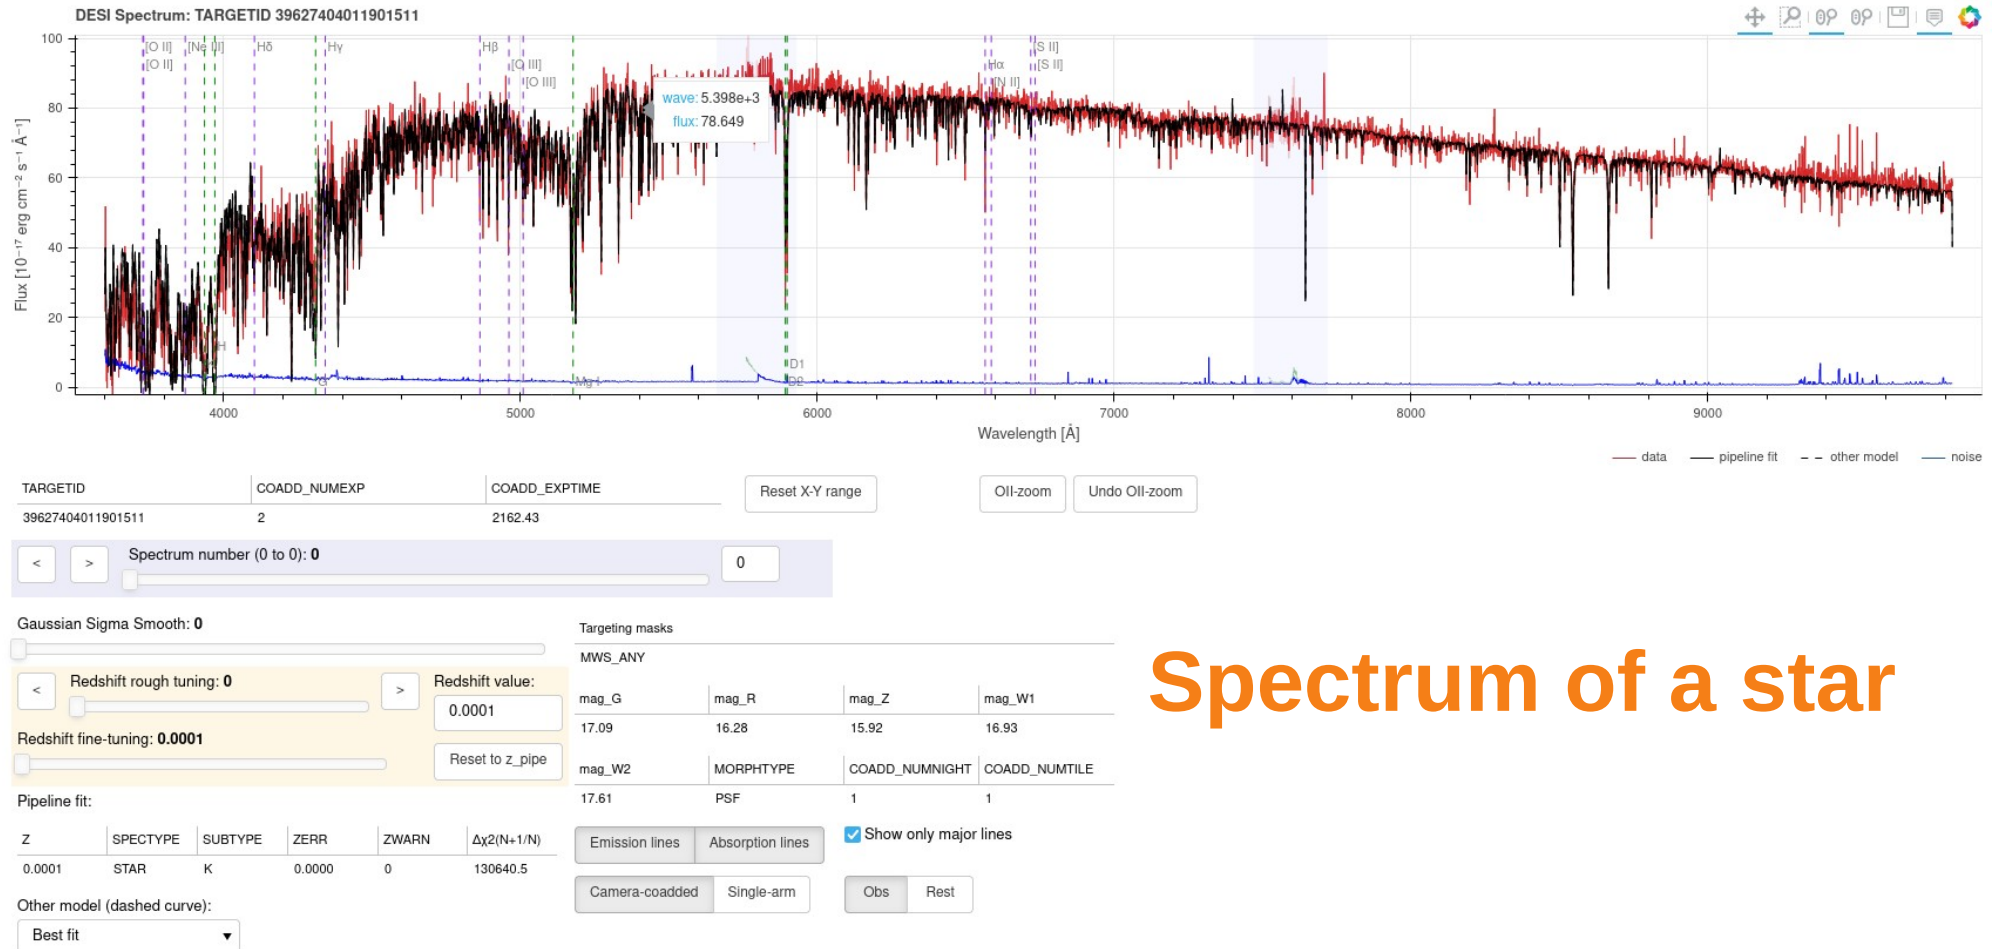 DESI Spectrum: TARGETID 39627404011901511
100
80
60
40
20
0
Flux [10⁻¹⁷ erg cm⁻² s⁻¹ Å⁻¹]
[O II]
[O II]
[Ne III]
Hδ
Hγ
Hβ
[O III]
[O III]
Hα
[N II]
[S II]
[S II]
wave: 5.398e+3
flux: 78.649
H
G
Mg I
D1
D2
4000
5000
6000
7000
8000
9000
Wavelength [Å]
data
pipeline fit
other model
noise
TARGETID COADD_NUMEXP COADD_EXPTIME
39627404011901511 2 2162.43
Reset X-Y range
OII-zoom
Undo OII-zoom
< > Spectrum number (0 to 0): 0
0
Gaussian Sigma Smooth: 0
< Redshift rough tuning: 0 >
Redshift value:
0.0001
Redshift fine-tuning: 0.0001
Reset to z_pipe
Pipeline fit:
Z SPECTYPE SUBTYPE ZERR ZWARN Δχ2(N+1/N)
0.0001 STAR K 0.0000 0 130640.5
Other model (dashed curve):
Best fit
Targeting masks
MWS_ANY
mag_G mag_R mag_Z mag_W1
17.09 16.28 15.92 16.93
mag_W2 MORPHTYPE COADD_NUMNIGHT COADD_NUMTILE
17.61 PSF 1 1
Emission lines Absorption lines
Show only major lines
Camera-coadded Single-arm
Obs Rest
Spectrum of a star